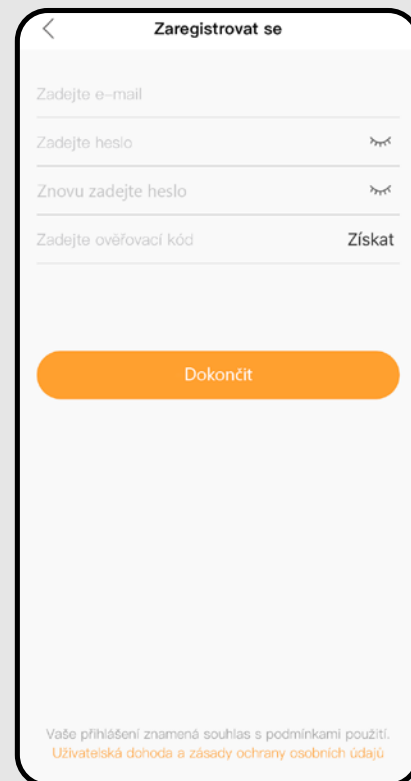 Zaregistrovat se
Zadejte e-mail
Zadejte heslo
Znovu zadejte heslo
Zadejte ověřovací kód Získat
Dokončit
Vaše přihlášení znamená souhlas s podmínkami použití.
Uživatelská dohoda a zásady ochrany osobních údajů